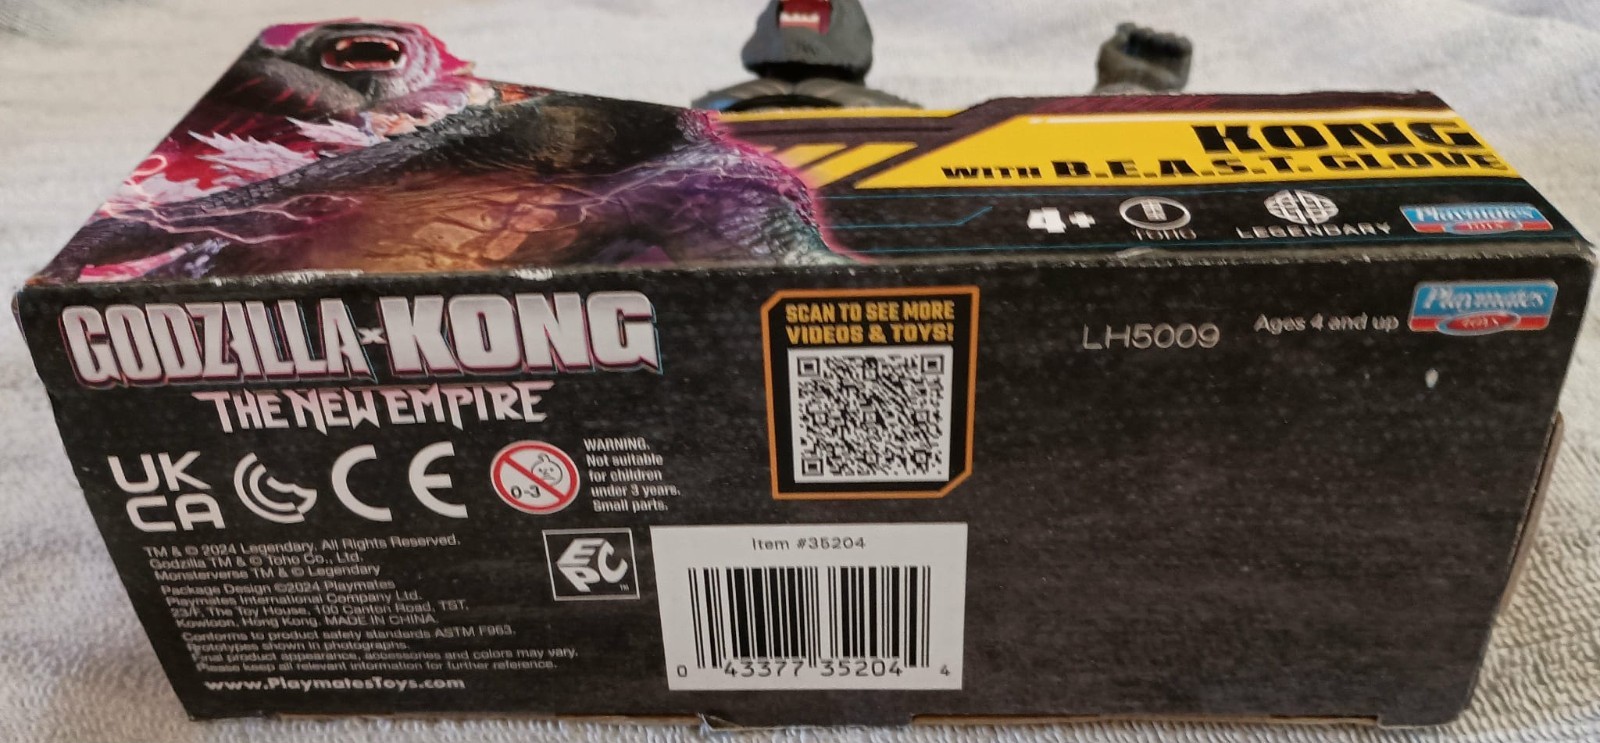 KONG
WITH B.E.A.S.T. GLOVE
4+
TOHO
LEGENDARY
Playmates
TOYS
GODZILLA x KONG
THE NEW EMPIRE
SCAN TO SEE MORE
VIDEOS & TOYS!
LH5009
Ages 4 and up
Playmates
TOYS
UK
CA
CE
0-3
WARNING.
Not suitable
for children
under 3 years.
Small parts.
TM & © 2024 Legendary. All Rights Reserved.
Godzilla TM & © Toho Co., Ltd.
Monsterverse TM & © Legendary
Package Design ©2024 Playmates
Playmates International Company Ltd.
23/F, The Toy House, 100 Canton Road, TST,
Kowloon, Hong Kong. MADE IN CHINA.
Conforms to product safety standards ASTM F963.
Prototypes shown in photographs.
Final product appearance, accessories and colors may vary.
Please keep all relevant information for further reference.
www.PlaymatesToys.com
EPC
TM
Item #35204
0 43377 35204 4